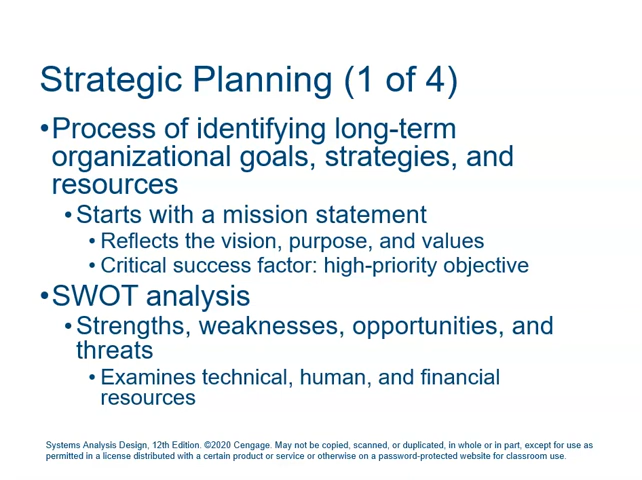 Strategic Planning (1 of 4)
•Process of identifying long-term
organizational goals, strategies, and
resources
• Starts with a mission statement
• Reflects the vision, purpose, and values
• Critical success factor: high-priority objective
•SWOT analysis
• Strengths, weaknesses, opportunities, and
threats
• Examines technical, human, and financial
resources
Systems Analysis Design, 12th Edition. ©2020 Cengage. May not be copied, scanned, or duplicated, in whole or in part, except for use as
permitted in a license distributed with a certain product or service or otherwise on a password-protected website for classroom use.